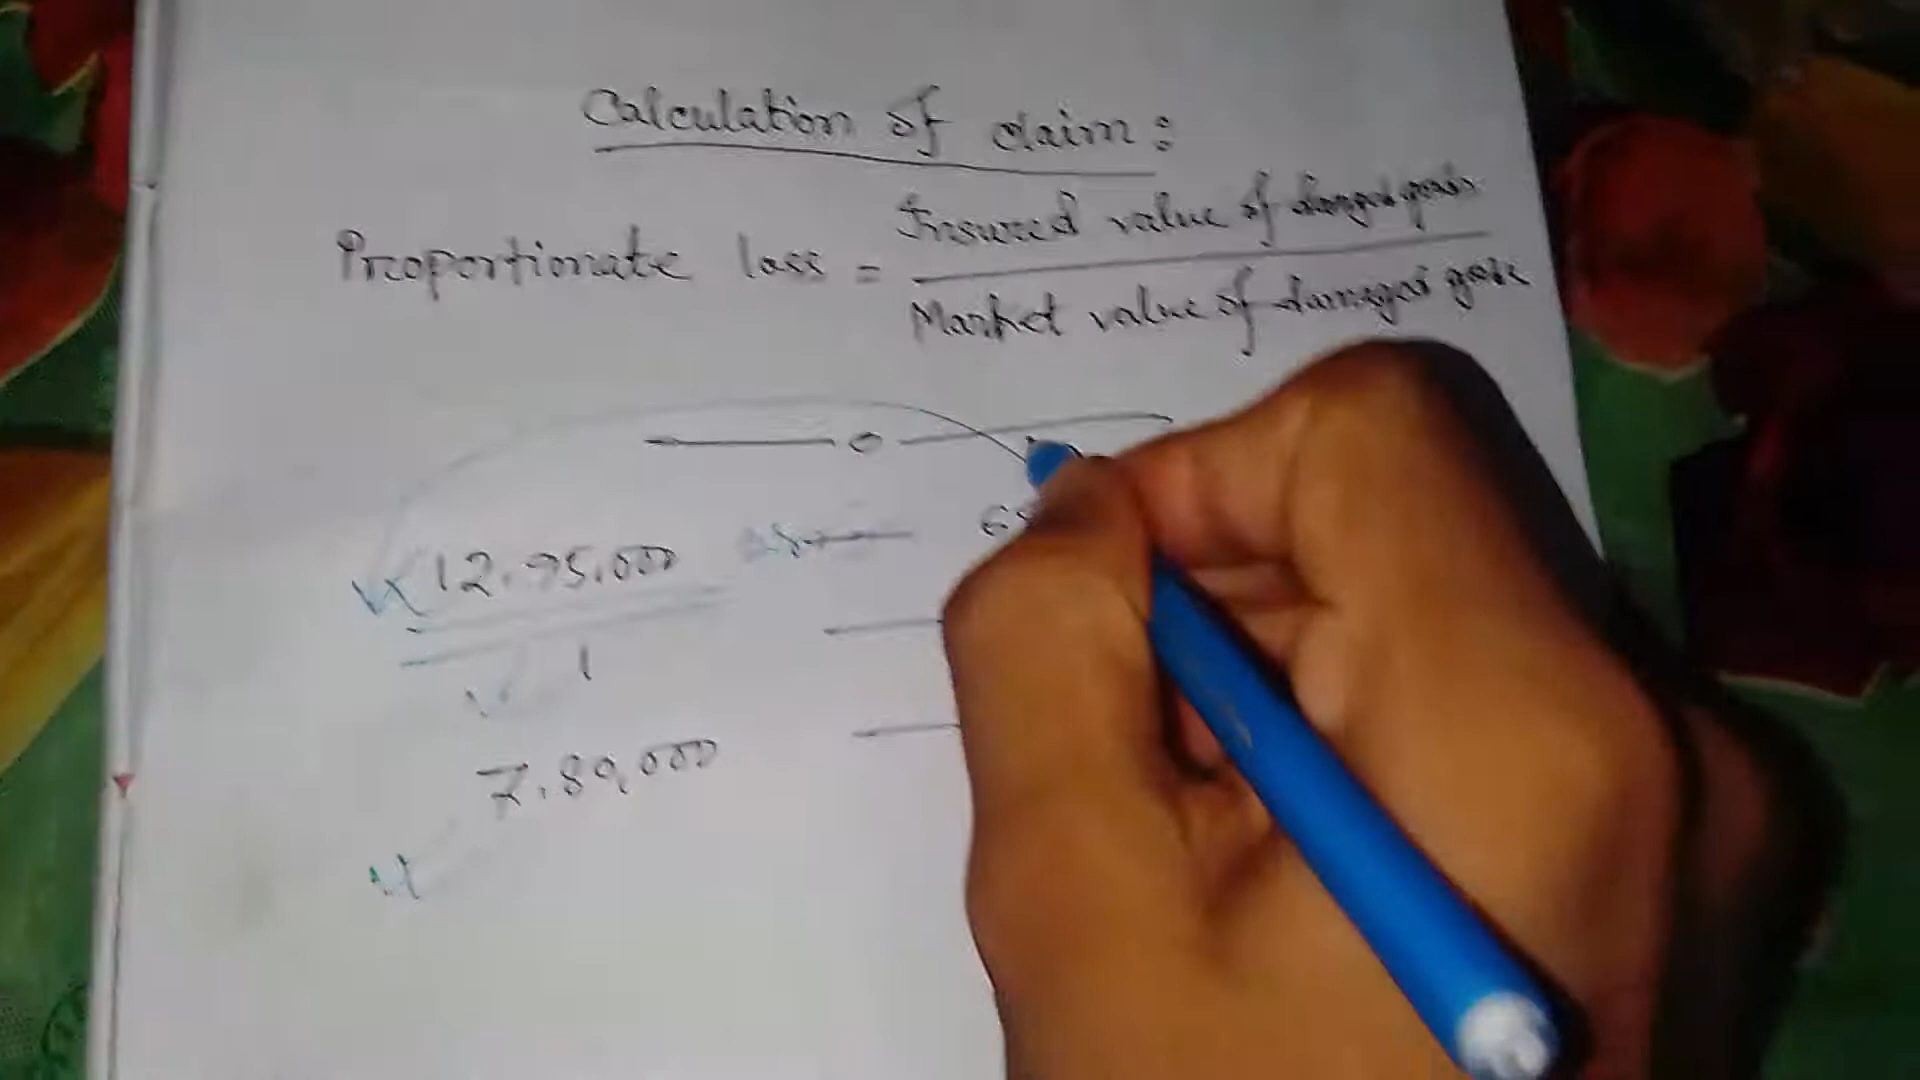 Calculation of claim:
Proportionate loss = Insured value of damaged goods
Market value of damaged goods
0
12,95,000
1
7,89,000